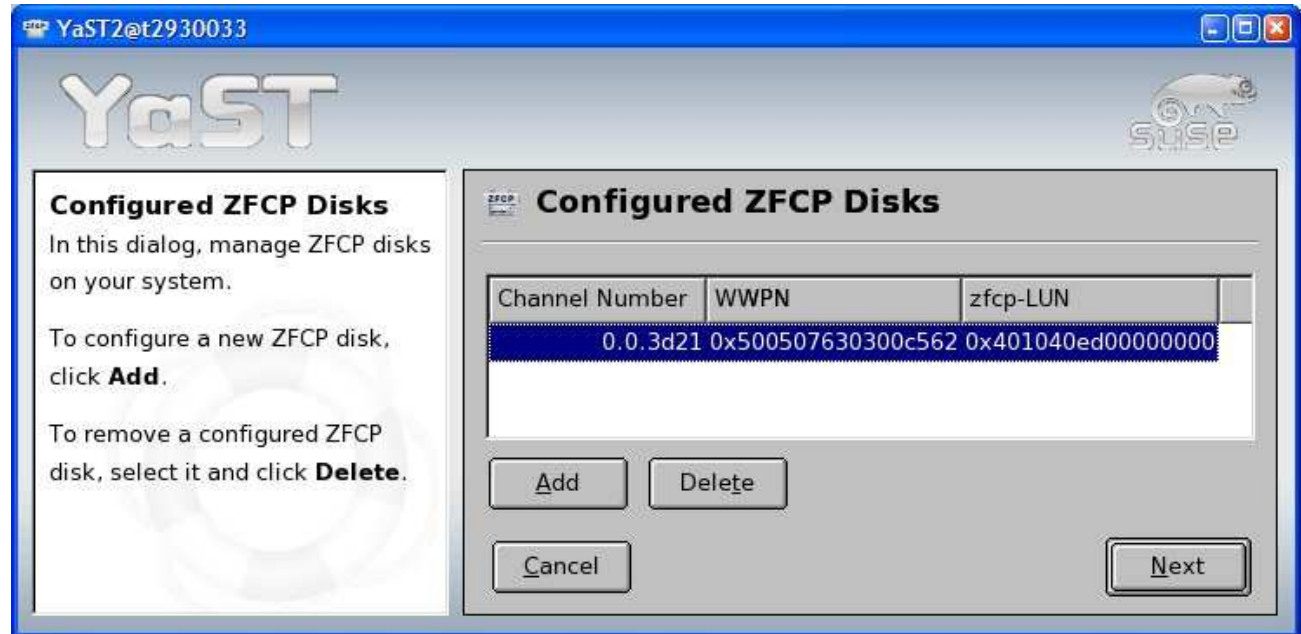 YaST2@t2930033
YaST
SUSE
Configured ZFCP Disks
In this dialog, manage ZFCP disks
on your system.
To configure a new ZFCP disk,
click Add.
To remove a configured ZFCP
disk, select it and click Delete.
ZFCP
Configured ZFCP Disks
Channel Number WWPN zfcp-LUN
0.0.3d21 0x500507630300c562 0x401040ed00000000
Add Delete
Cancel Next